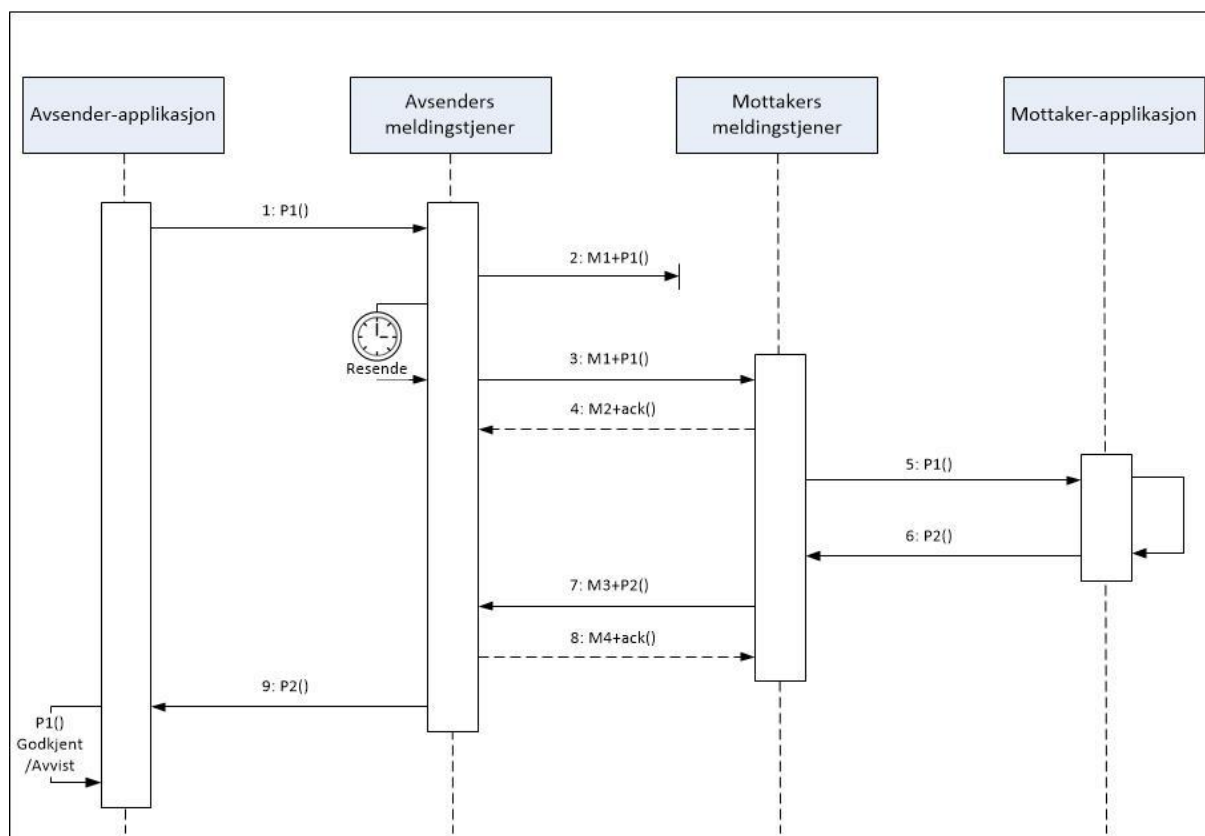 Avsender-applikasjon
Avsenders
meldingstjener
Mottakers
meldingstjener
Mottaker-applikasjon
1: P1()
2: M1+P1()
Resende
3: M1+P1()
4: M2+ack()
5: P1()
6: P2()
7: M3+P2()
8: M4+ack()
9: P2()
P1()
Godkjent
/Avvist